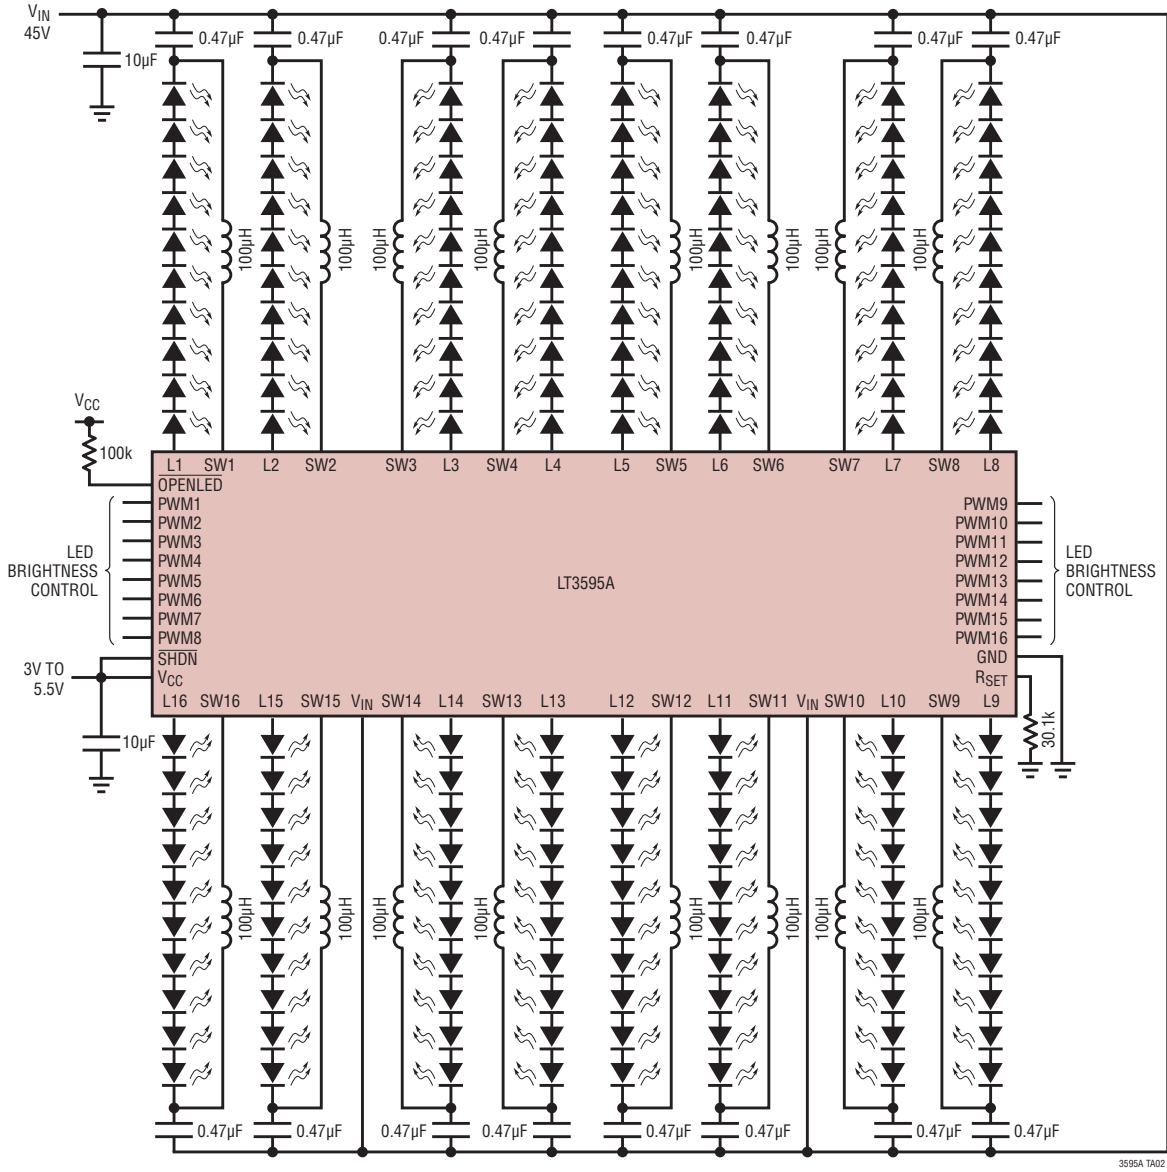 VIN
45V
10µF
0.47µF 0.47µF 0.47µF 0.47µF 0.47µF 0.47µF 0.47µF 0.47µF
100µH 100µH 100µH 100µH 100µH 100µH 100µH 100µH
VCC
100k
L1 SW1 L2 SW2 SW3 L3 SW4 L4 L5 SW5 L6 SW6 SW7 L7 SW8 L8
OPENLED
PWM1
PWM2
PWM3
PWM4
PWM5
PWM6
PWM7
PWM8
SHDN
VCC
LED
BRIGHTNESS
CONTROL
3V TO
5.5V
10µF
LT3595A
PWM9
PWM10
PWM11
PWM12
PWM13
PWM14
PWM15
PWM16
GND
RSET
LED
BRIGHTNESS
CONTROL
30.1k
L16 SW16 L15 SW15 VIN SW14 L14 SW13 L13 L12 SW12 L11 SW11 VIN SW10 L10 SW9 L9
100µH 100µH 100µH 100µH 100µH 100µH 100µH 100µH
0.47µF 0.47µF 0.47µF 0.47µF 0.47µF 0.47µF 0.47µF 0.47µF
3595A TA02